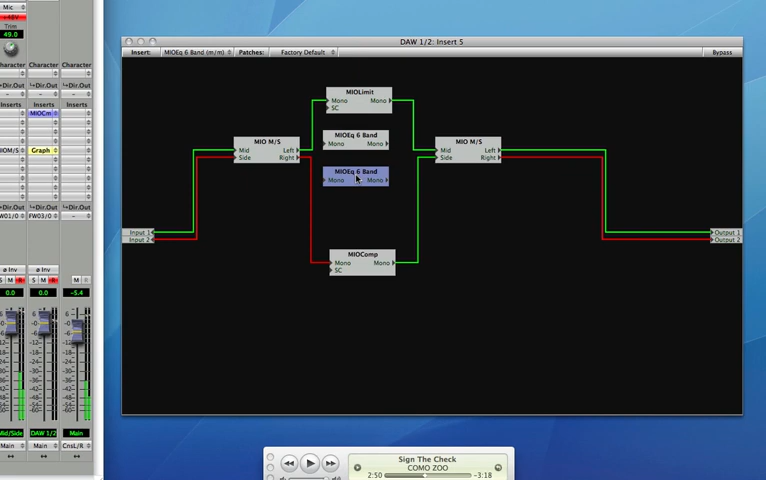 Mic
+48V
Trim
49.0
Character Character Character
Dir.Out Dir.Out Dir.Out
Inserts Inserts Inserts
MIOCm
MIOM/S Graph
FW01/0 FW03/0 -
ø Inv ø Inv
S M S M M
0.0 0.0 -5.4
Mid/Side DAW 1/2 Main
Main Main CnsL/R
DAW 1/2: Insert 5
Insert: MIOEq 6 Band (m/m) Patches: Factory Default Bypass
MIOLimit
Mono Mono
SC
MIOEq 6 Band
Mono Mono
MIOEq 6 Band
Mono Mono
MIO M/S
Mid Left
Side Right
MIO M/S
Mid Left
Side Right
Input 1
Input 2
Output 1
Output 2
MIOComp
Mono Mono
SC
Sign The Check
COMO ZOO
2:50 -3:18